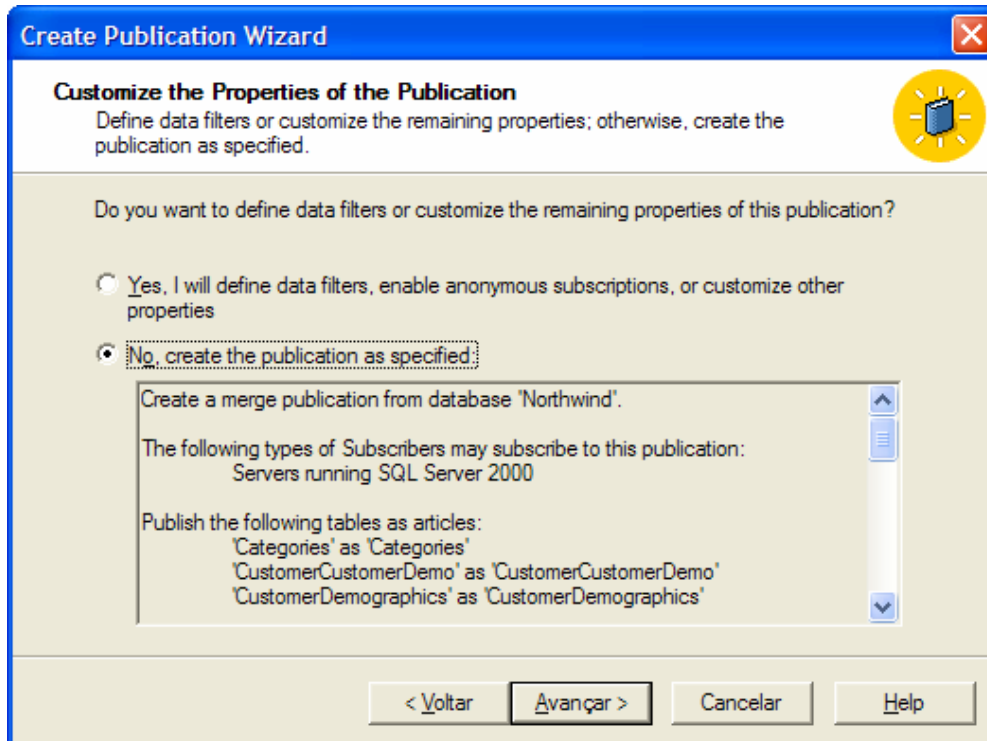 Create Publication Wizard
Customize the Properties of the Publication
Define data filters or customize the remaining properties; otherwise, create the
publication as specified.
Do you want to define data filters or customize the remaining properties of this publication?
Yes, I will define data filters, enable anonymous subscriptions, or customize other
properties
No, create the publication as specified:
Create a merge publication from database 'Northwind'.
The following types of Subscribers may subscribe to this publication:
Servers running SQL Server 2000
Publish the following tables as articles:
'Categories' as 'Categories'
'CustomerCustomerDemo' as 'CustomerCustomerDemo'
'CustomerDemographics' as 'CustomerDemographics'
< Voltar Avançar > Cancelar Help